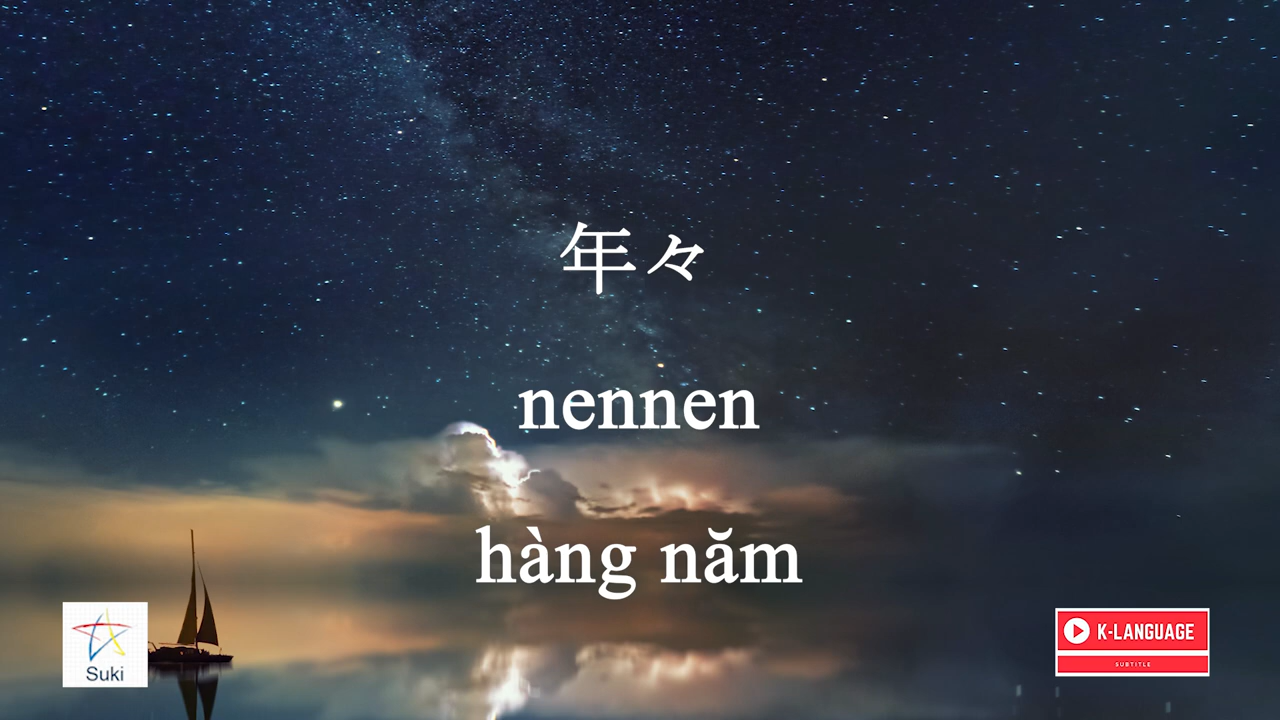 年々
nennen
hàng năm
Suki
K-LANGUAGE
SUBTITLE